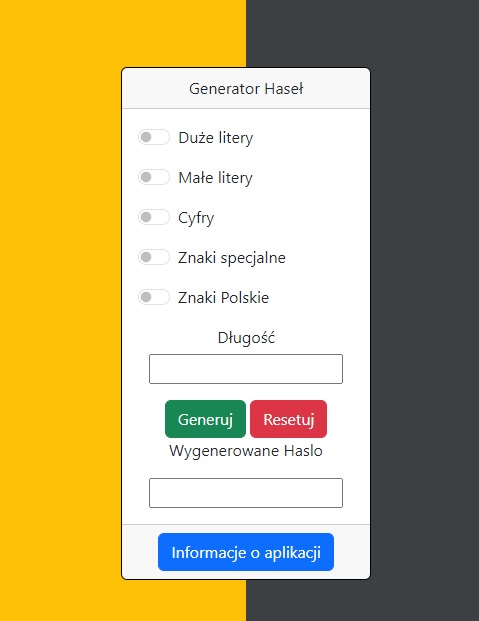 Generator Haseł
Duże litery
Małe litery
Cyfry
Znaki specjalne
Znaki Polskie
Długość
Generuj Resetuj
Wygenerowane Haslo
Informacje o aplikacji